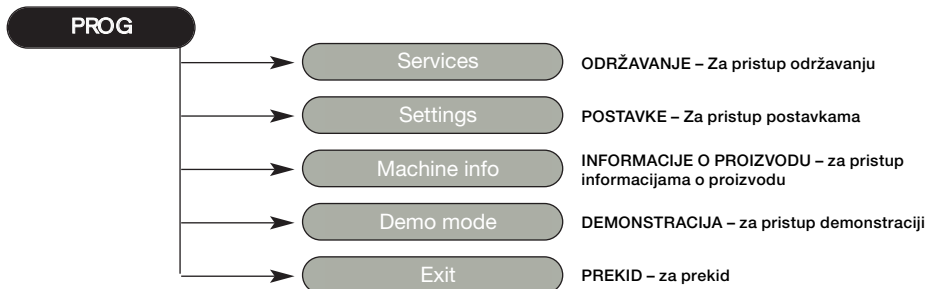 PROG
Services
ODRŽAVANJE – Za pristup održavanju
Settings
POSTAVKE – Za pristup postavkama
Machine info
INFORMACIJE O PROIZVODU – za pristup
informacijama o proizvodu
Demo mode
DEMONSTRACIJA – za pristup demonstraciji
Exit
PREKID – za prekid